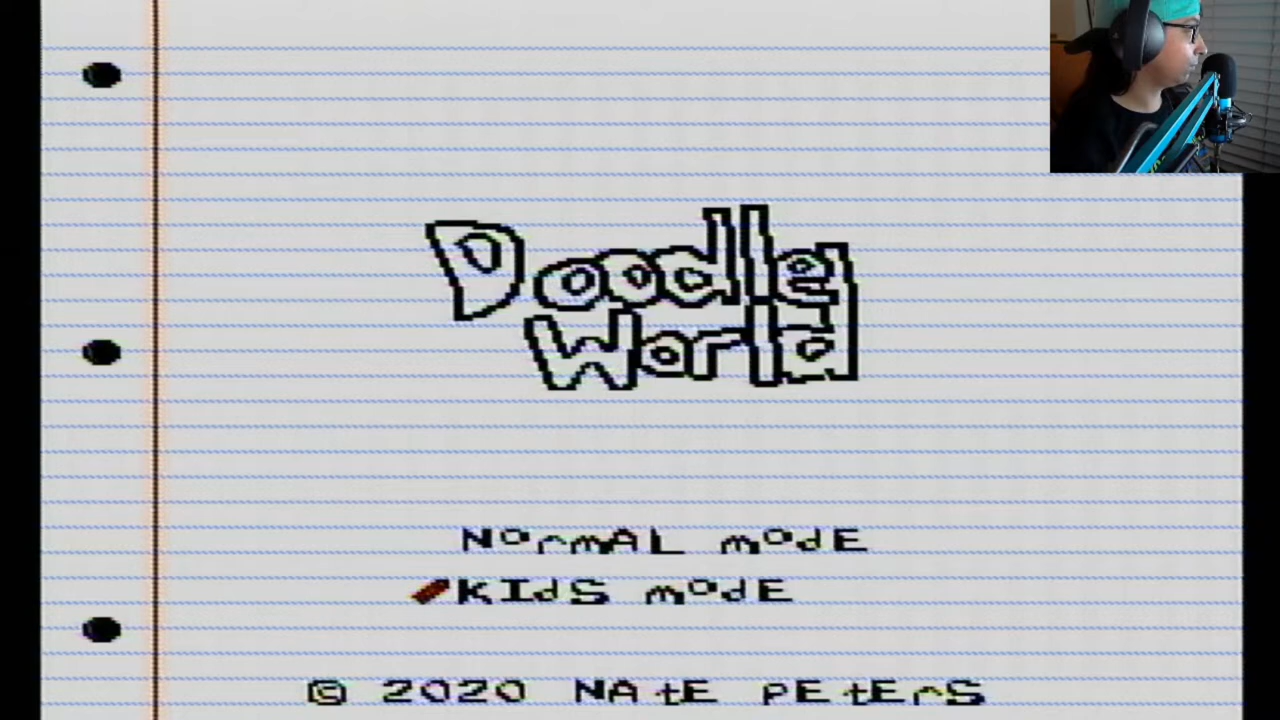 Doodle
World
NormAL modE
KIdS modE
© 2020 NAtE PEtErS